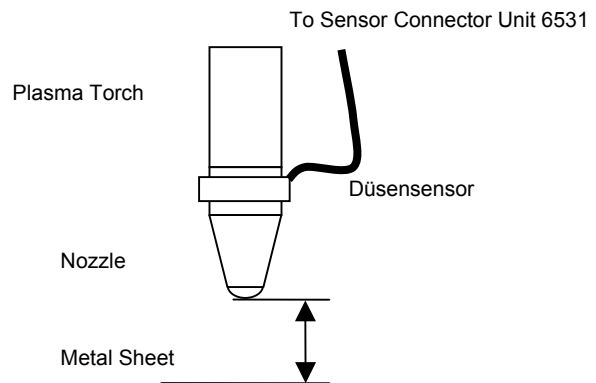 To Sensor Connector Unit 6531
Plasma Torch
Düsensensor
Nozzle
Metal Sheet